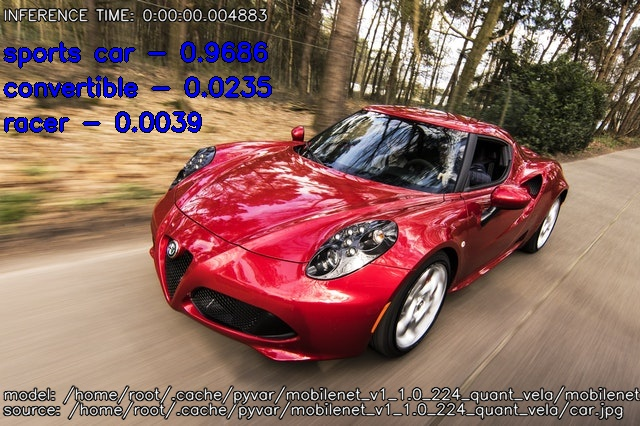 INFERENCE TIME: 0:00:00.004883
sports car - 0.9686
convertible - 0.0235
racer - 0.0039
model: /home/root/.cache/pyvar/mobilenet_v1_1.0_224_quant_vela/mobilenet
source: /home/root/.cache/pyvar/mobilenet_v1_1.0_224_quant_vela/car.jpg